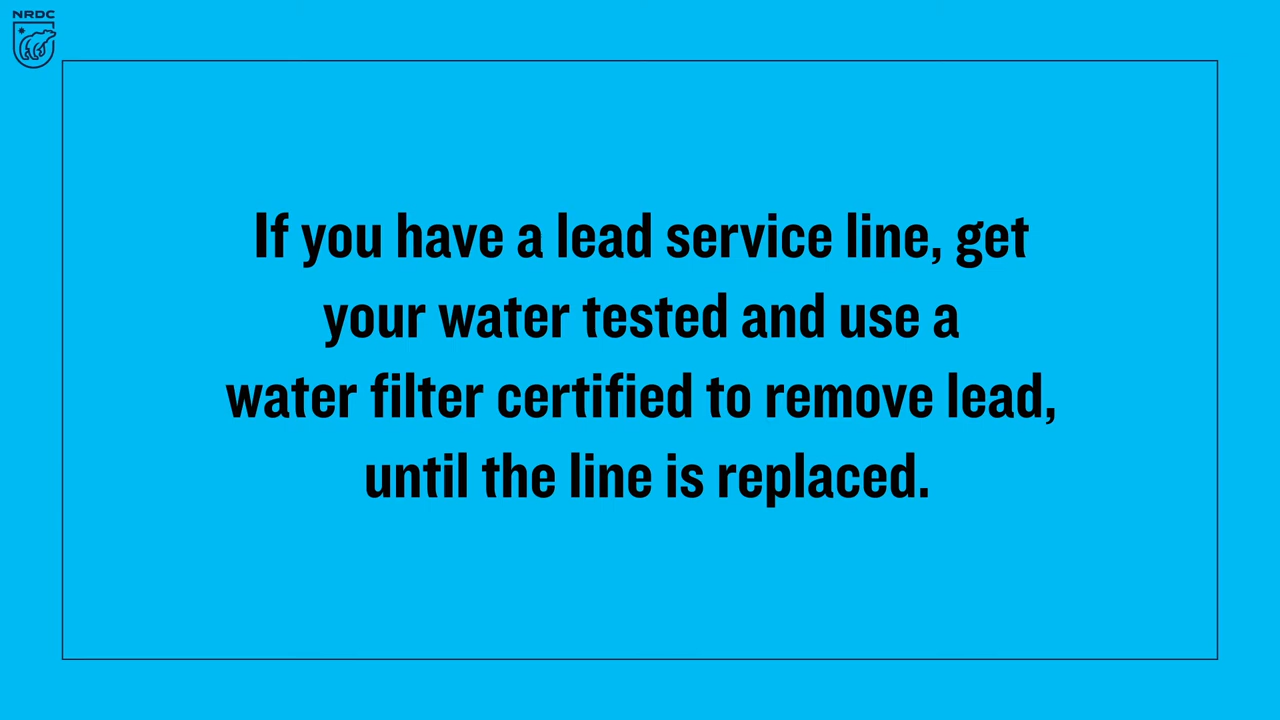 NRDC
If you have a lead service line, get
your water tested and use a
water filter certified to remove lead,
until the line is replaced.